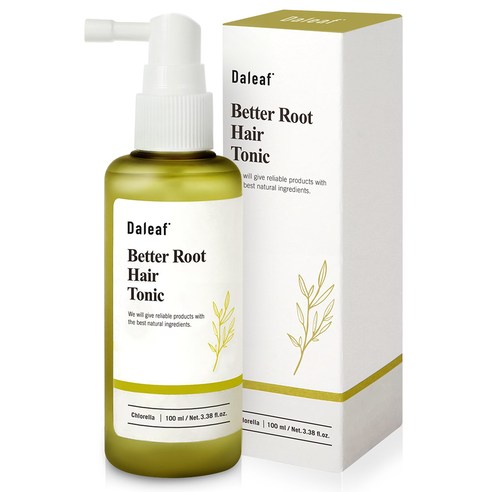 Daleaf
Better Root
Hair
Tonic
We will give reliable products with
the best natural ingredients.
Chlorella | 100 ml / Net. 3.38 fl.oz.
Daleaf
Better Root
Hair
Tonic
will give reliable products with
best natural ingredients.
Chlorella | 100 ml / Net. 3.38 fl.oz.